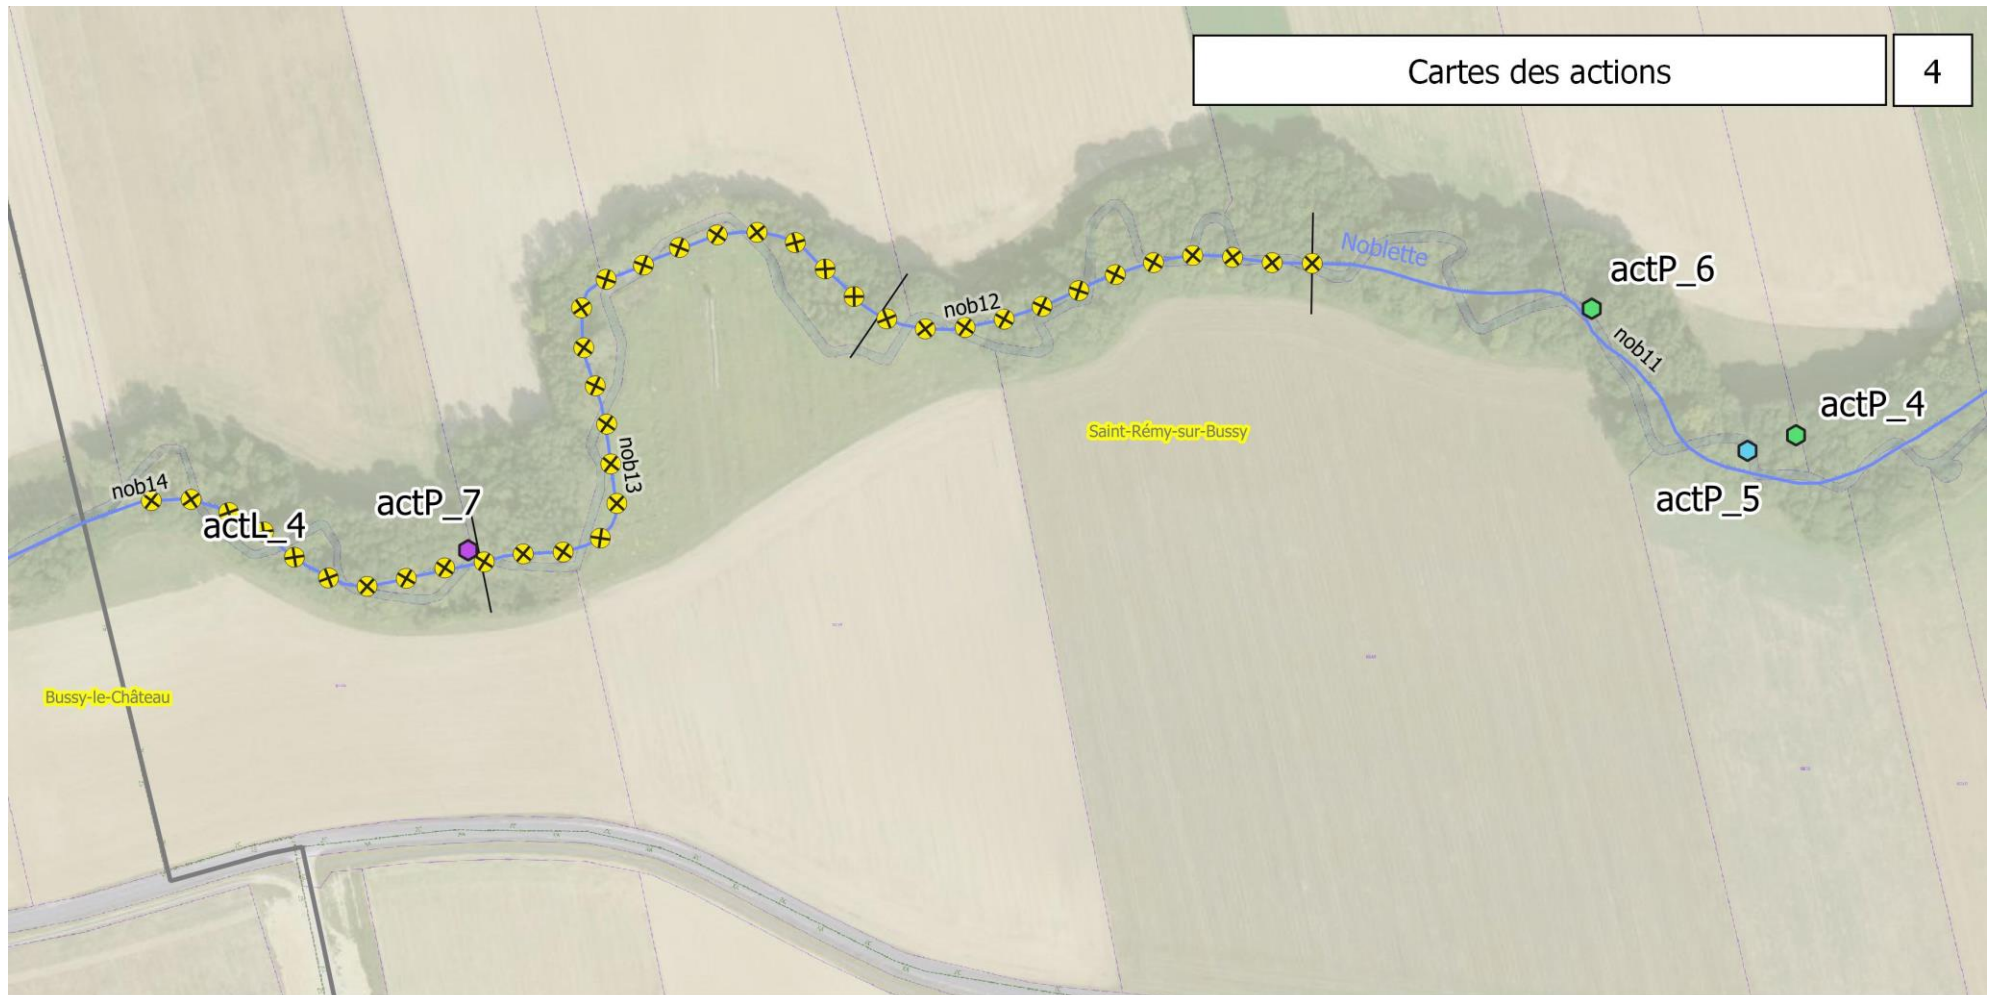 Cartes des actions
4
Noblette
actP_6
nob12
nob11
actP_4
Saint-Rémy-sur-Bussy
nob13
nob14
actP_7
actP_5
actL_4
Bussy-le-Château